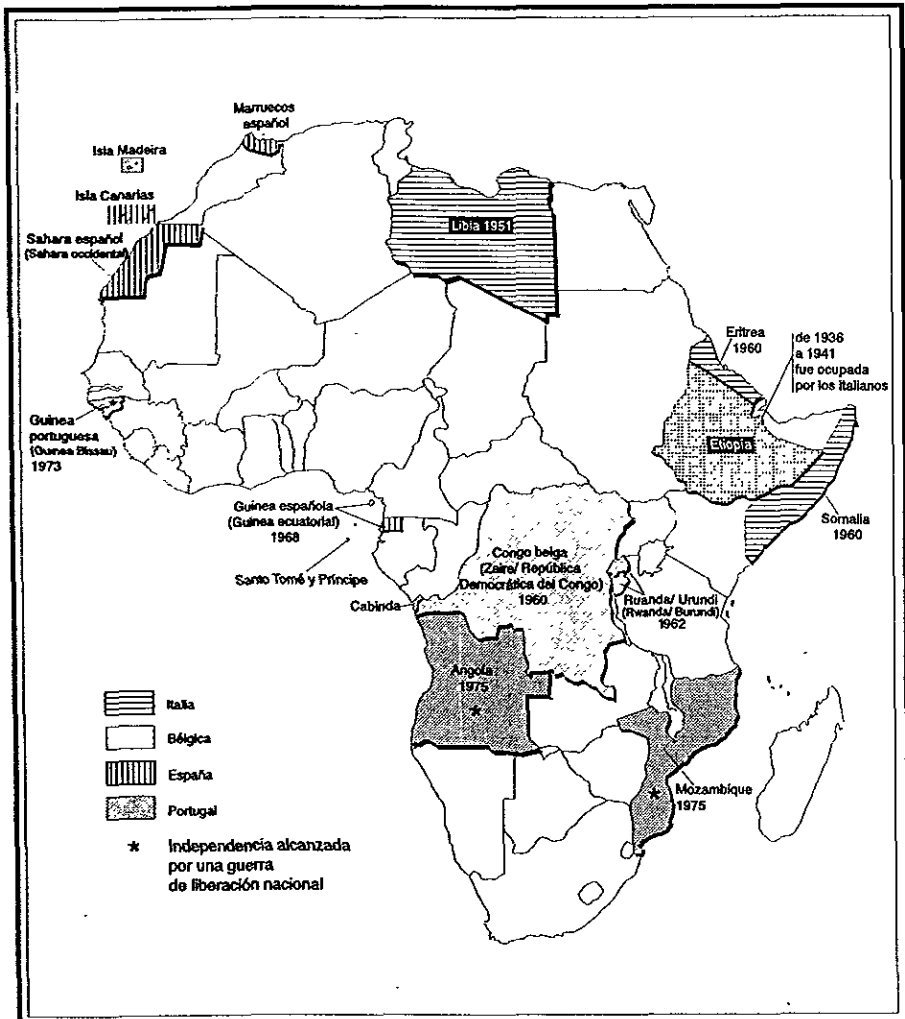 Marruecos
español
Isla Madeira
Isla Canarias
Sahara español
(Sahara occidental)
Libia 1951
Eritrea
1960
de 1936
a 1941
fue ocupada
por los italianos
Etiopía
Guinea
portuguesa
(Guinea Bissau)
1973
Guinea española
(Guinea ecuatorial)
1968
Santo Tomé y Príncipe
Cabinda
Congo belga
(Zaire/ República
Democrática del Congo)
1960
Ruanda/ Urundi
(Rwanda/ Burundi)
1962
Somalia
1960
Angola
1975
★
Mozambique
1975
★
Italia
Bélgica
España
Portugal
★ Independencia alcanzada
por una guerra
de liberación nacional